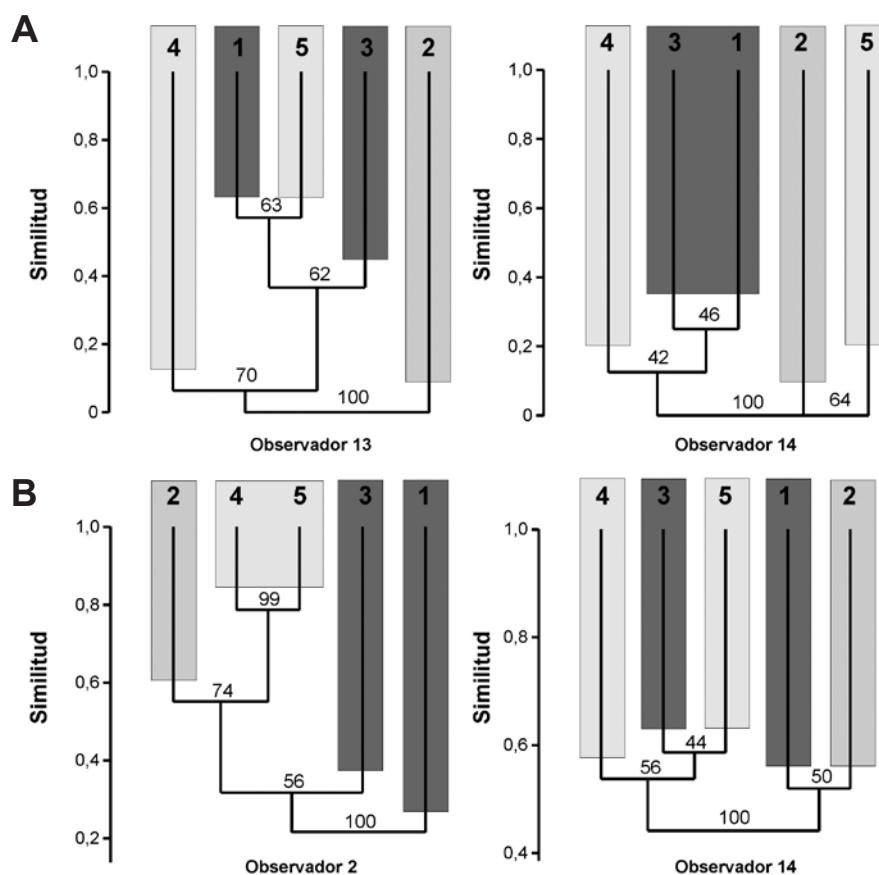 A
4 1 5 3 2
1,0
0,8
0,6
0,4
0,2
0
Similitud
63
62
70
100
Observador 13
4 3 1 2 5
1,0
0,8
0,6
0,4
0,2
0
Similitud
46
42
100 64
Observador 14
B
2 4 5 3 1
1,0
0,8
0,6
0,4
0,2
Similitud
99
74
56
100
Observador 2
4 3 5 1 2
1,0
0,8
0,6
0,4
Similitud
44
56 50
100
Observador 14